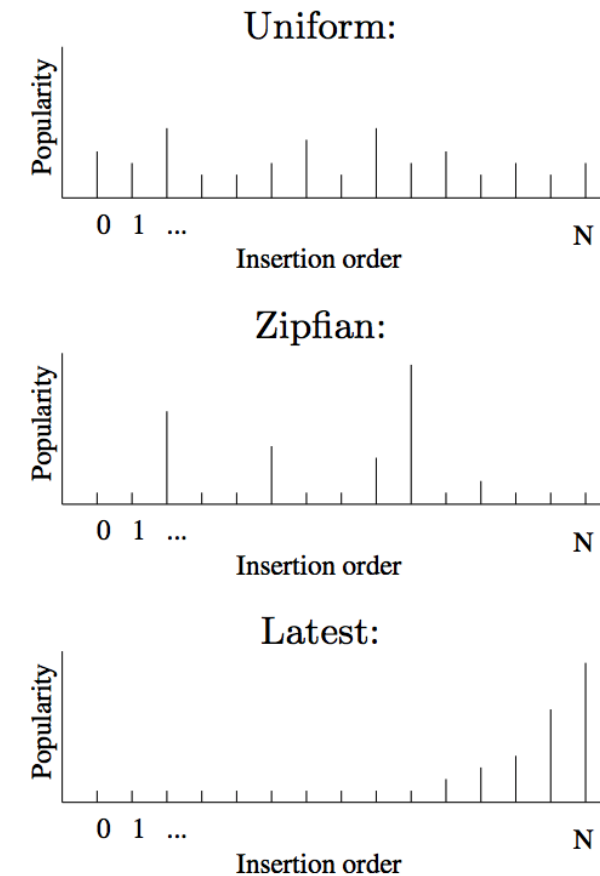 Uniform:
Popularity
0 1 ...
N
Insertion order
Zipfian:
Popularity
0 1 ...
N
Insertion order
Latest:
Popularity
0 1 ...
N
Insertion order